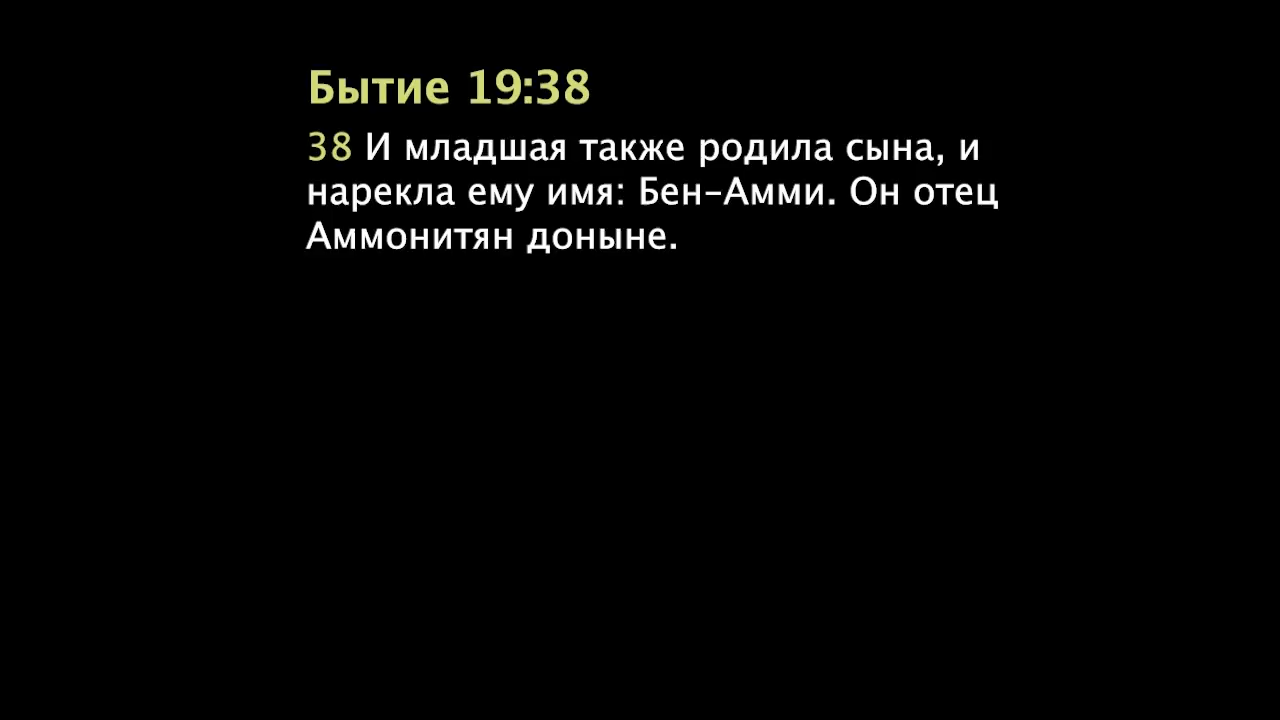 Бытие 19:38
38 И младшая также родила сына, и
нарекла ему имя: Бен-Амми. Он отец
Аммонитян доныне.